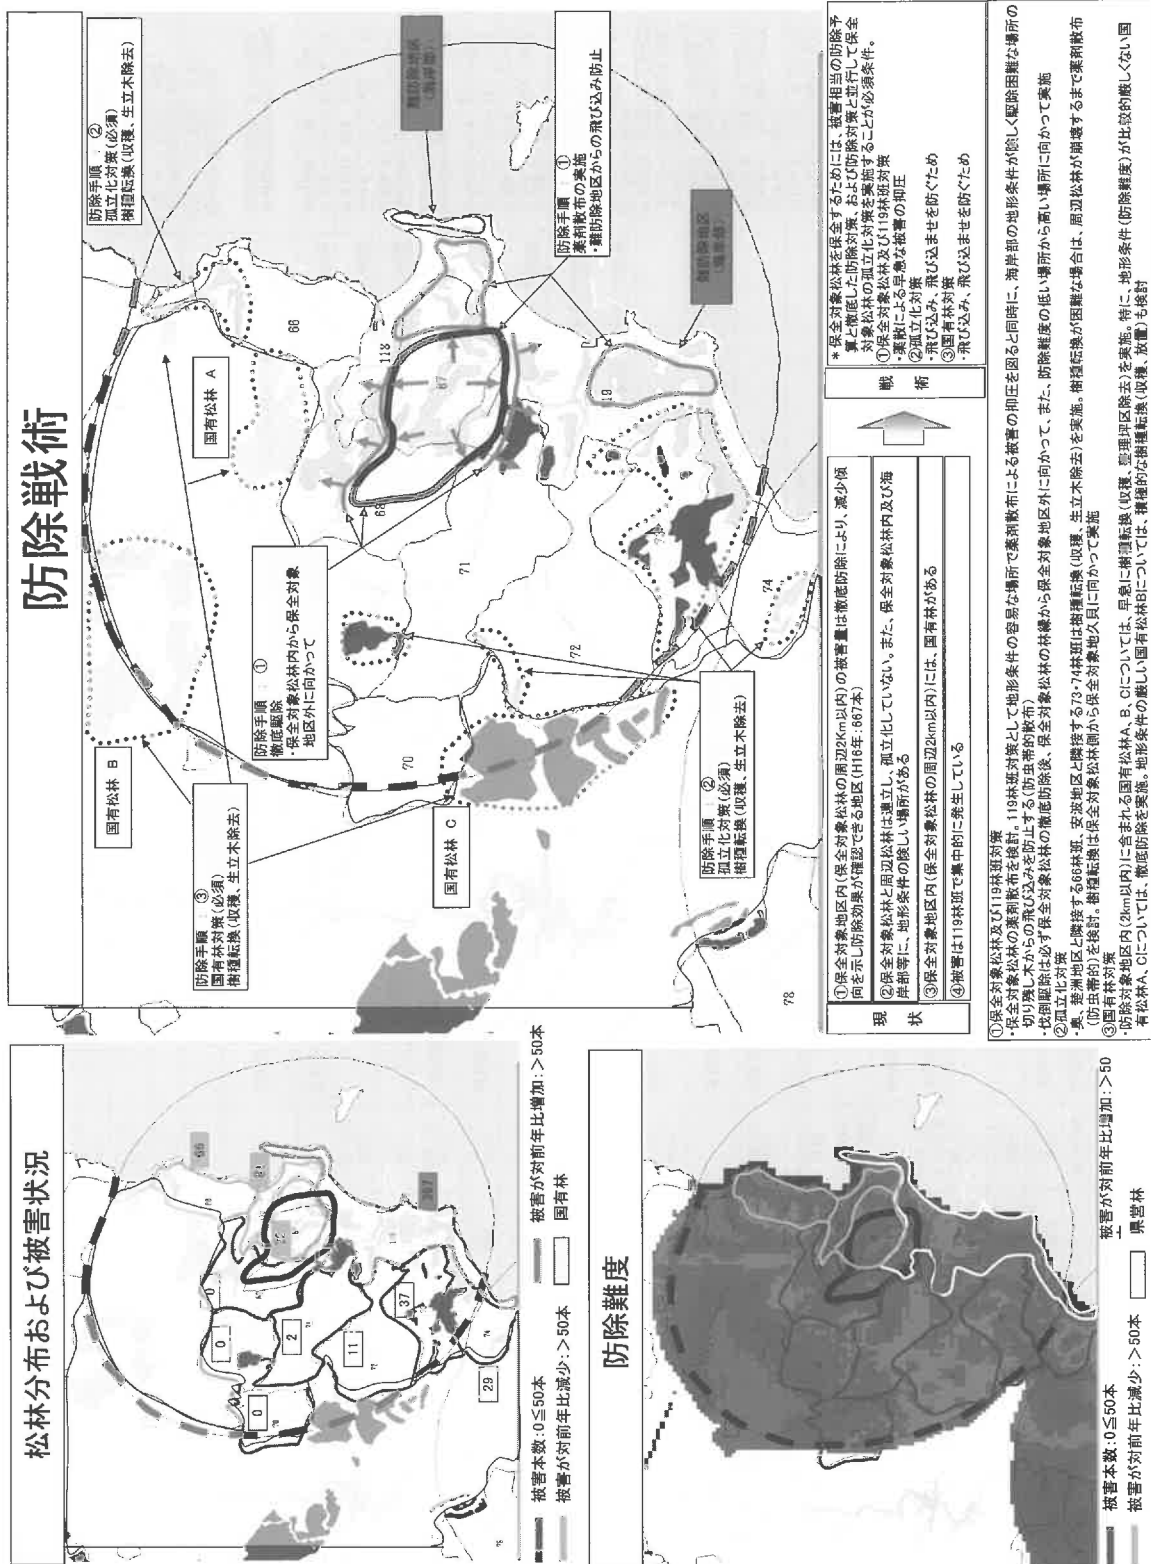 松林分布および被害状況
66
81
32
397
0
2
11
37
0
29
被害本数:0≦50本
被害が対前年比増加:>50本
被害が対前年比減少:>50本
国有林
防除難度
被害本数:0≦50本
被害が対前年比増加:>50
被害が対前年比減少:>50本
県営林
防除戦術
国有松林 B
国有松林 A
国有松林 C
防除手順 : ③
国有林対策(必須)
樹種転換(収穫、生立木除去)
防除手順 : ①
徹底駆除
・保全対象松林内から保全対象
地区外に向かって
防除手順 : ②
孤立化対策(必須)
樹種転換(収穫、生立木除去)
防除手順 : ②
孤立化対策(必須)
樹種転換(収穫、生立木除去)
難防除地区
(海岸部)
防除手順 : ①
薬剤散布の実施
・難防除地区からの飛び込み防止
難防除地区
(海岸部)
66
67
68
70
71
72
74
78
118
119
現状
①保全対象地区内(保全対象松林の周辺2Km以内)の被害量は徹底防除により、減少傾
向を示し防除効果が確認できる地区(H16年:667本)
②保全対象松林と周辺松林は連立し、孤立化していない。また、保全対象松林内及び海
岸部等に、地形条件の険しい場所がある
③保全対象地区内(保全対象松林の周辺2km以内)には、国有林がある
④被害は119林班で集中的に発生している
戦術
*保全対象松林を保全するためには、被害相当の防除予
算と徹底した防除対策、および防除対策と並行して保全
対象松林の孤立化対策を実施することが必須条件。
①保全対象松林及び119林班対策
・薬散による早急な被害の抑圧
②孤立化対策
・飛び込み、飛び込ませを防ぐため
③国有林対策
・飛び込み、飛び込ませを防ぐため
①保全対象松林及び119林班対策
・保全対象松林の薬剤散布を検討。119林班対策として地形条件の容易な場所で薬剤散布による被害の抑圧を図ると同時に、海岸部の地形条件が険しく駆除困難な場所の
切り残し木からの飛び込みを防止する(防虫帯的散布)
・伐倒駆除は必ず保全対象松林の徹底防除後、保全対象松林の林縁から保全対象地区外に向かって、また、防除難度の低い場所から高い場所に向かって実施
②孤立化対策
・奥、楚洲地区と隣接する66林班、安波地区と隣接する73・74林班は樹種転換(収穫、生立木除去)を実施。樹種転換が困難な場合は、周辺松林が崩壊するまで薬剤散布
(防虫帯的)を検討。樹種転換は保全対象松林側から保全対象地区外に向かって実施
③国有林対策
・防除対象地区内(2km以内)に含まれる国有松林A、B、Cについては、早急に樹種転換(収穫、整理坪区除去)を実施。特に、地形条件(防除難度)が比較的厳しくない国
有松林A、Cについては、徹底防除を実施。地形条件の厳しい国有松林Bについては、積極的な樹種転換(収穫、放置)も検討